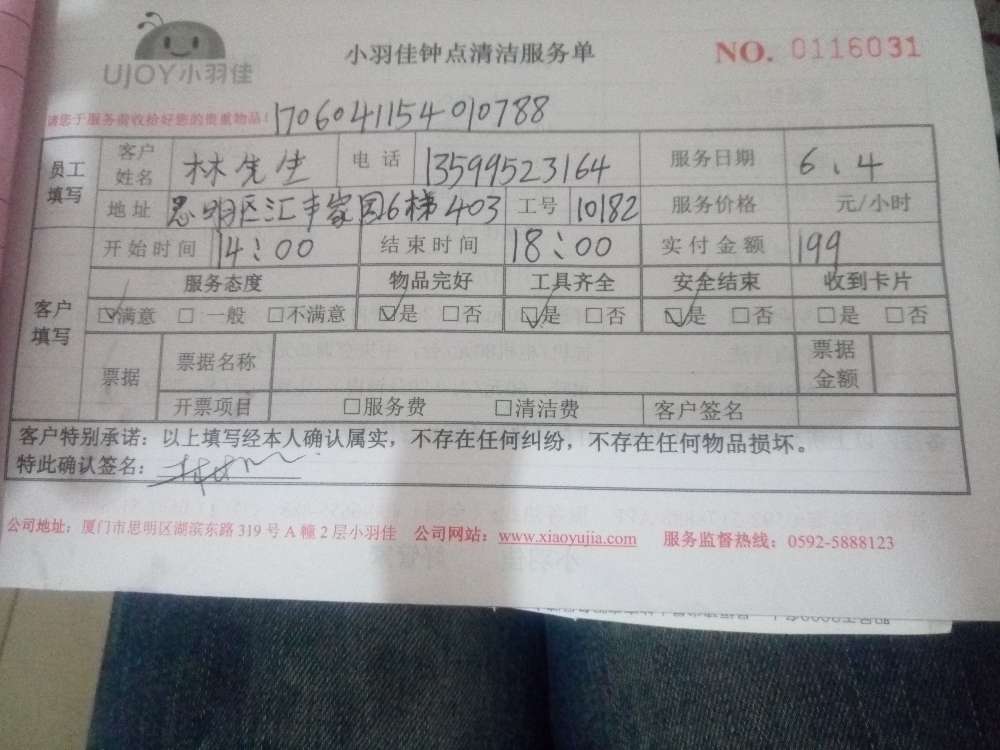 UJOY小羽佳
小羽佳钟点清洁服务单
NO. 0116031
请您于服务前收拾好您的贵重物品! 1706041154010788
员工填写 客户姓名 林先生 电话 13599523164 服务日期 6.4
地址 思明区汇丰家园6梯403 工号 10182 服务价格 元/小时
开始时间 14:00 结束时间 18:00 实付金额 199
客户填写 服务态度 物品完好 工具齐全 安全结束 收到卡片
☑满意 □一般 □不满意 ☑是 □否 ☑是 □否 ☑是 □否 □是 □否
票据 票据名称 票据金额
开票项目 □服务费 □清洁费 客户签名
客户特别承诺:以上填写经本人确认属实,不存在任何纠纷,不存在任何物品损坏。
特此确认签名:
公司地址:厦门市思明区湖滨东路 319 号 A 幢 2 层小羽佳 公司网站:www.xiaoyujia.com 服务监督热线:0592-5888123